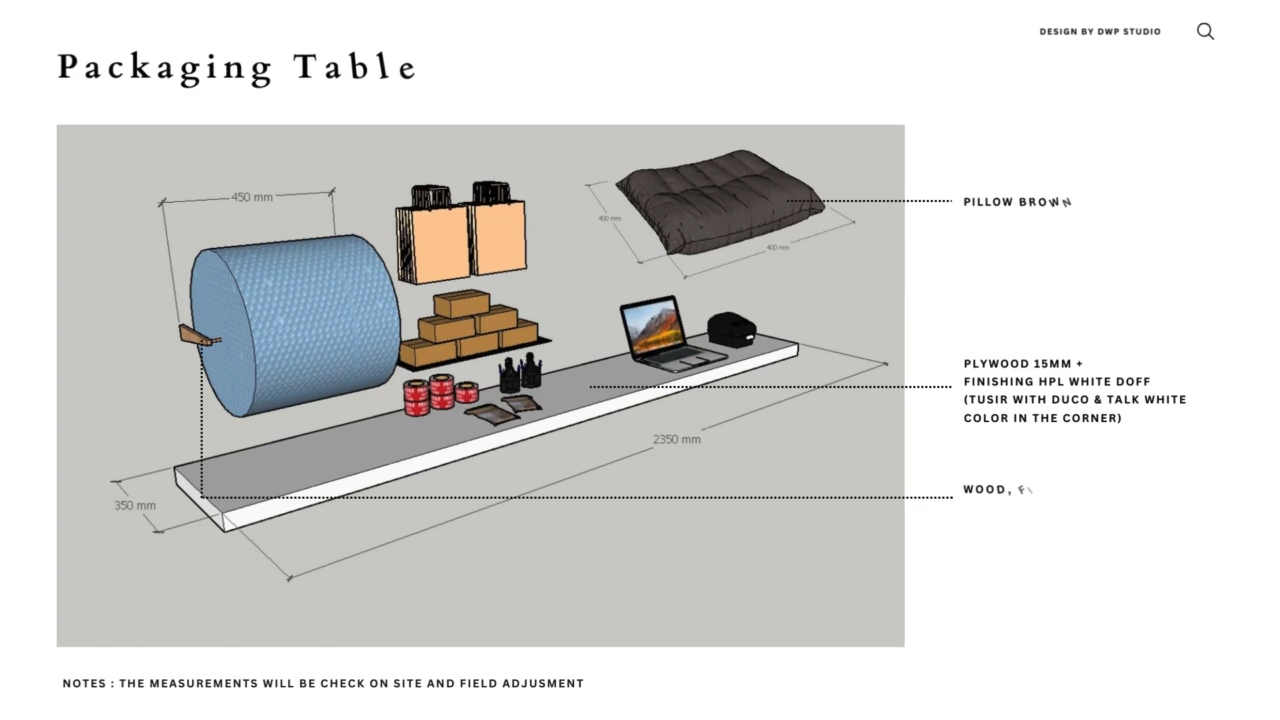 DESIGN BY DWP STUDIO
Packaging Table
450 mm
400 mm
400 mm
PILLOW BROWN
PLYWOOD 15MM +
FINISHING HPL WHITE DOFF
(TUSIR WITH DUCO & TALK WHITE
COLOR IN THE CORNER)
2350 mm
WOOD,
350 mm
NOTES : THE MEASUREMENTS WILL BE CHECK ON SITE AND FIELD ADJUSMENT